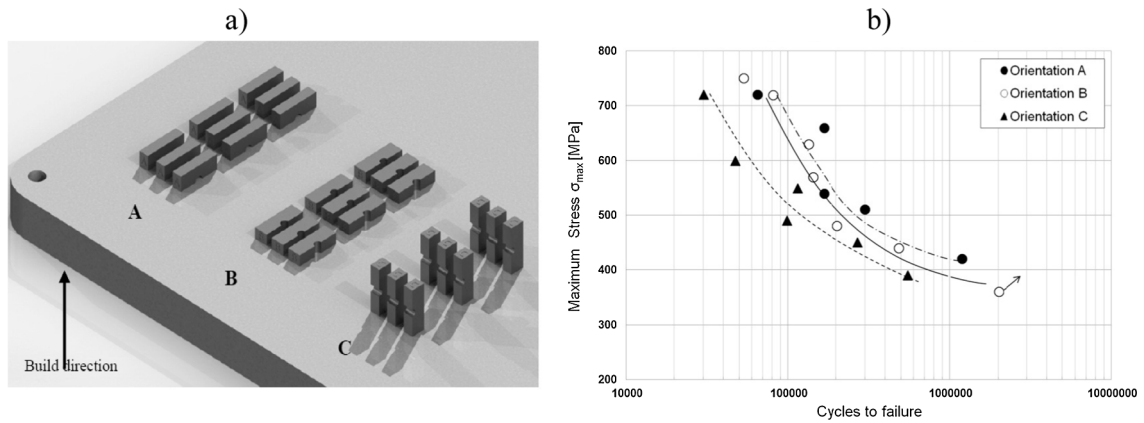 a)
A
B
C
Build direction
b)
Maximum Stress σmax [MPa]
800
700
600
500
400
300
200
10000
100000
1000000
10000000
Cycles to failure
Orientation A
Orientation B
Orientation C